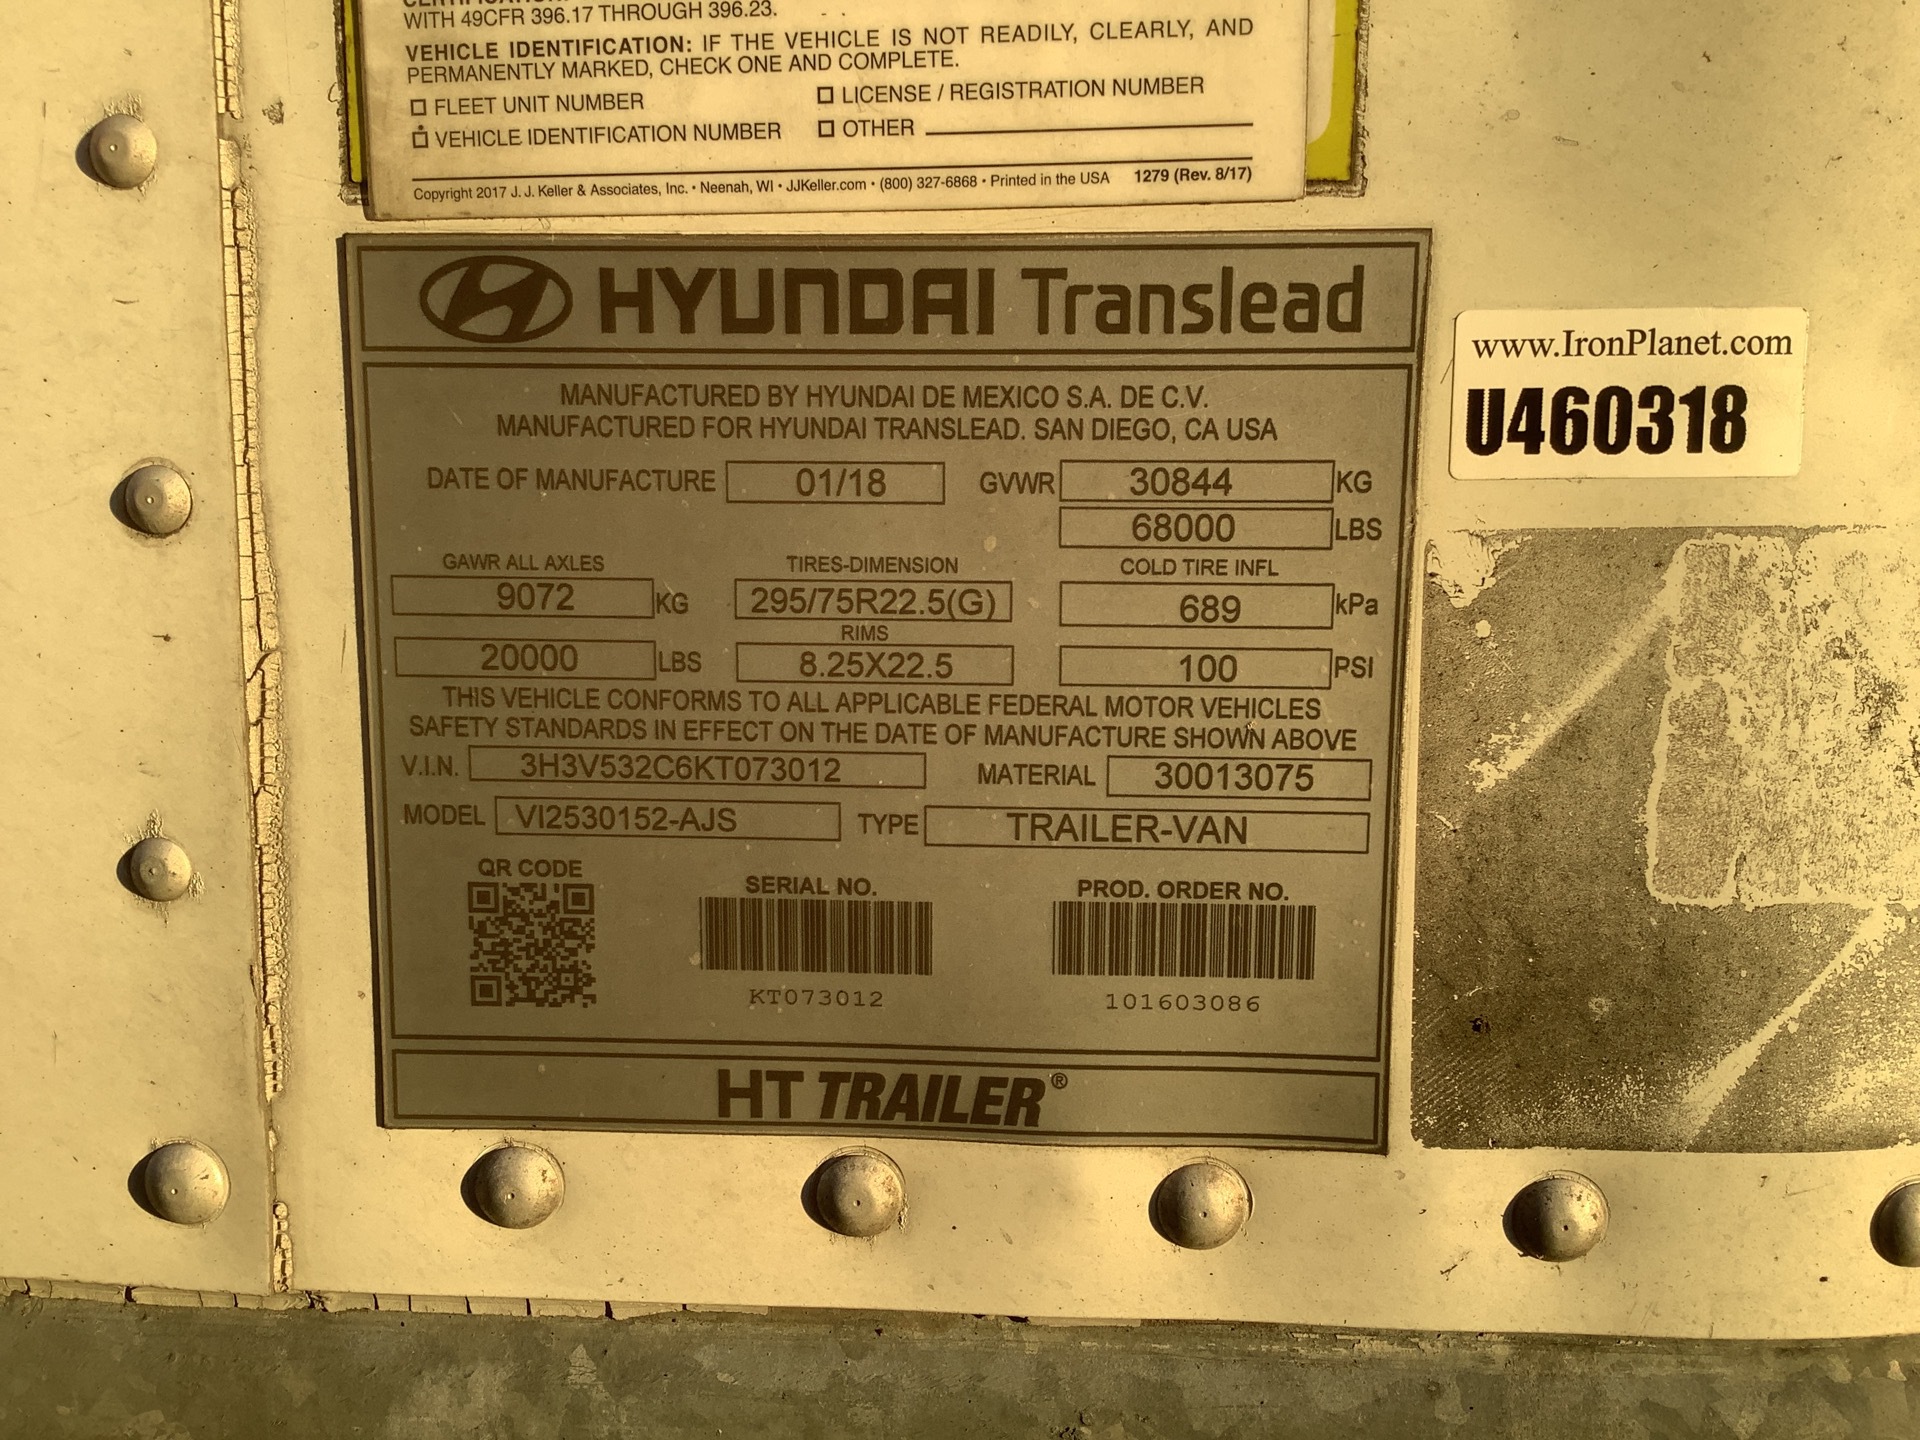 WITH 49CFR 396.17 THROUGH 396.23.
VEHICLE IDENTIFICATION: IF THE VEHICLE IS NOT READILY, CLEARLY, AND
PERMANENTLY MARKED, CHECK ONE AND COMPLETE.
FLEET UNIT NUMBER
LICENSE / REGISTRATION NUMBER
VEHICLE IDENTIFICATION NUMBER
OTHER
Copyright 2017 J. J. Keller & Associates, Inc. • Neenah, WI • JJKeller.com • (800) 327-6868 • Printed in the USA 1279 (Rev. 8/17)
HYUNDAI Translead
MANUFACTURED BY HYUNDAI DE MEXICO S.A. DE C.V.
MANUFACTURED FOR HYUNDAI TRANSLEAD. SAN DIEGO, CA USA
DATE OF MANUFACTURE 01/18 GVWR 30844 KG
68000 LBS
GAWR ALL AXLES TIRES-DIMENSION COLD TIRE INFL
9072 KG 295/75R22.5(G) 689 kPa
RIMS
20000 LBS 8.25X22.5 100 PSI
THIS VEHICLE CONFORMS TO ALL APPLICABLE FEDERAL MOTOR VEHICLES
SAFETY STANDARDS IN EFFECT ON THE DATE OF MANUFACTURE SHOWN ABOVE
V.I.N. 3H3V532C6KT073012 MATERIAL 30013075
MODEL VI2530152-AJS TYPE TRAILER-VAN
QR CODE SERIAL NO. PROD. ORDER NO.
KT073012 101603086
HT TRAILER®
www.IronPlanet.com
U460318